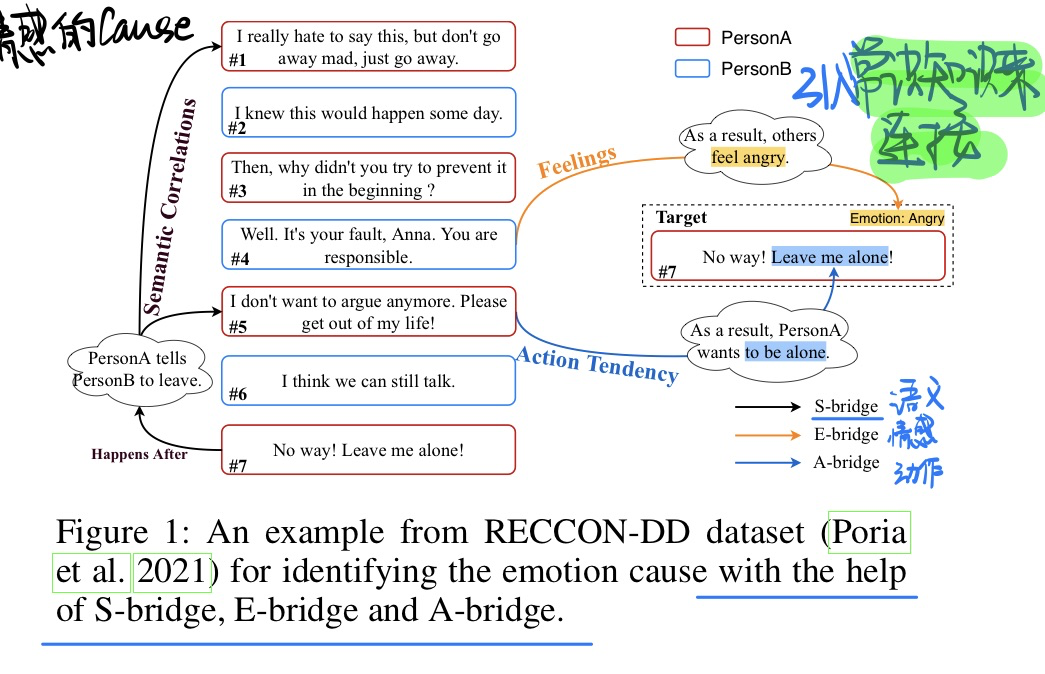 情感的Cause
I really hate to say this, but don't go
away mad, just go away.
#1
I knew this would happen some day.
#2
Then, why didn't you try to prevent it
in the beginning ?
#3
Well. It's your fault, Anna. You are
responsible.
#4
I don't want to argue anymore. Please
get out of my life!
#5
I think we can still talk.
#6
No way! Leave me alone!
#7
Semantic Correlations
PersonA tells
PersonB to leave.
Happens After
PersonA
PersonB
引入常识知识来
连接
Feelings
As a result, others
feel angry.
Target
Emotion: Angry
No way! Leave me alone!
#7
As a result, PersonA
wants to be alone.
Action Tendency
S-bridge 语义
E-bridge 情感
A-bridge 动作
Figure 1: An example from RECCON-DD dataset (Poria
et al. 2021) for identifying the emotion cause with the help
of S-bridge, E-bridge and A-bridge.